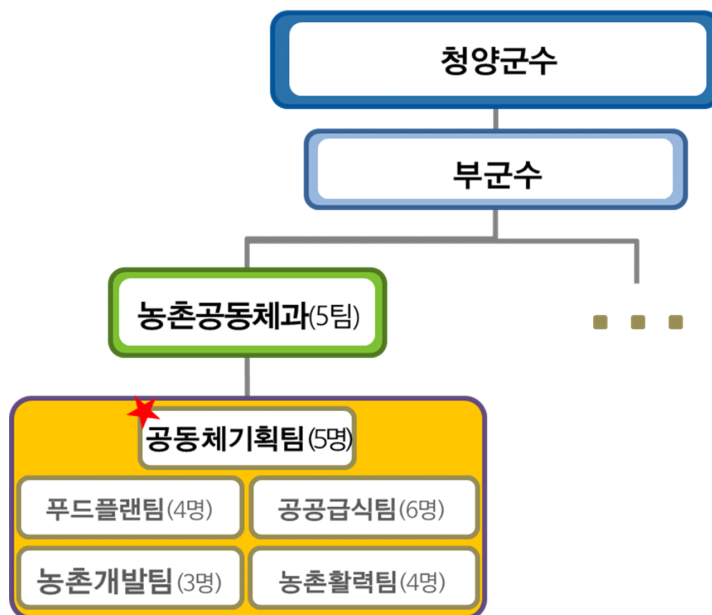 청양군수
부군수
농촌공동체과(5팀)
공동체기획팀(5명)
푸드플랜팀(4명)
공공급식팀(6명)
농촌개발팀(3명)
농촌활력팀(4명)